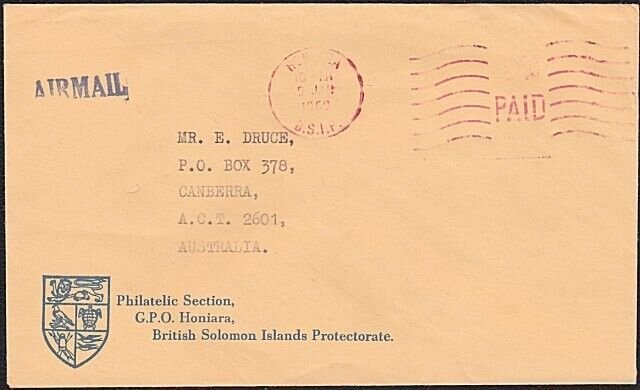 AIRMAIL
B.S.I.P.
PAID
MR. E. DRUCE,
P.O. BOX 378,
CANBERRA,
A.C.T. 2601,
AUSTRALIA.
Philatelic Section,
G.P.O. Honiara,
British Solomon Islands Protectorate.